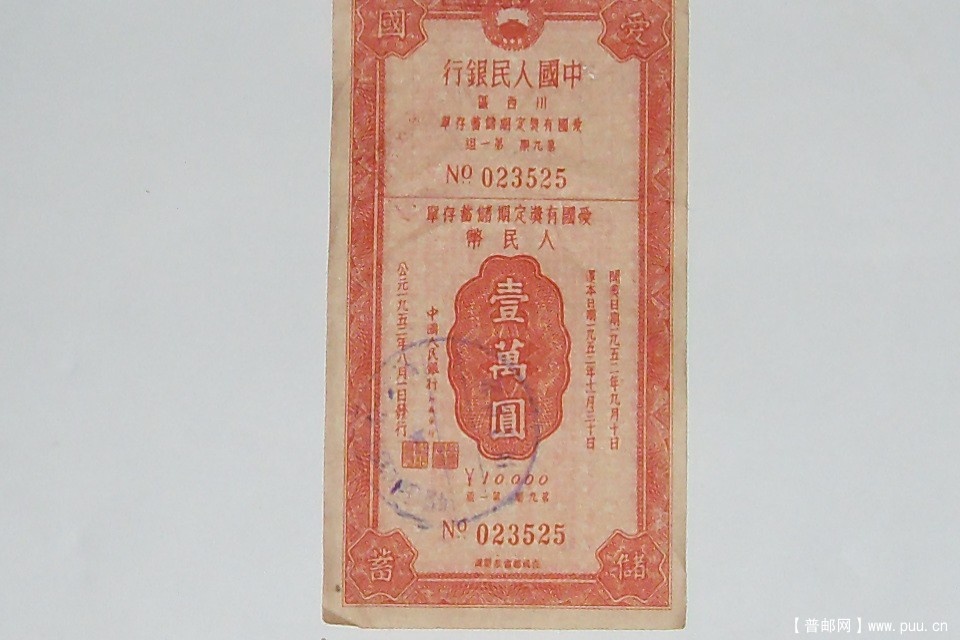 愛國
中國人民銀行
川西區
愛國有獎定期儲蓄存單
第九期 第一組
No 023525
愛國有獎定期儲蓄存單
人民幣
開獎日期一九五二年九月十日
還本日期一九五二年十一月三十日
壹萬圓
中國人民銀行
公元一九五二年八月一日發行
¥10000
第九期 第一組
No 023525
儲蓄
【普邮网】www.puu.cn